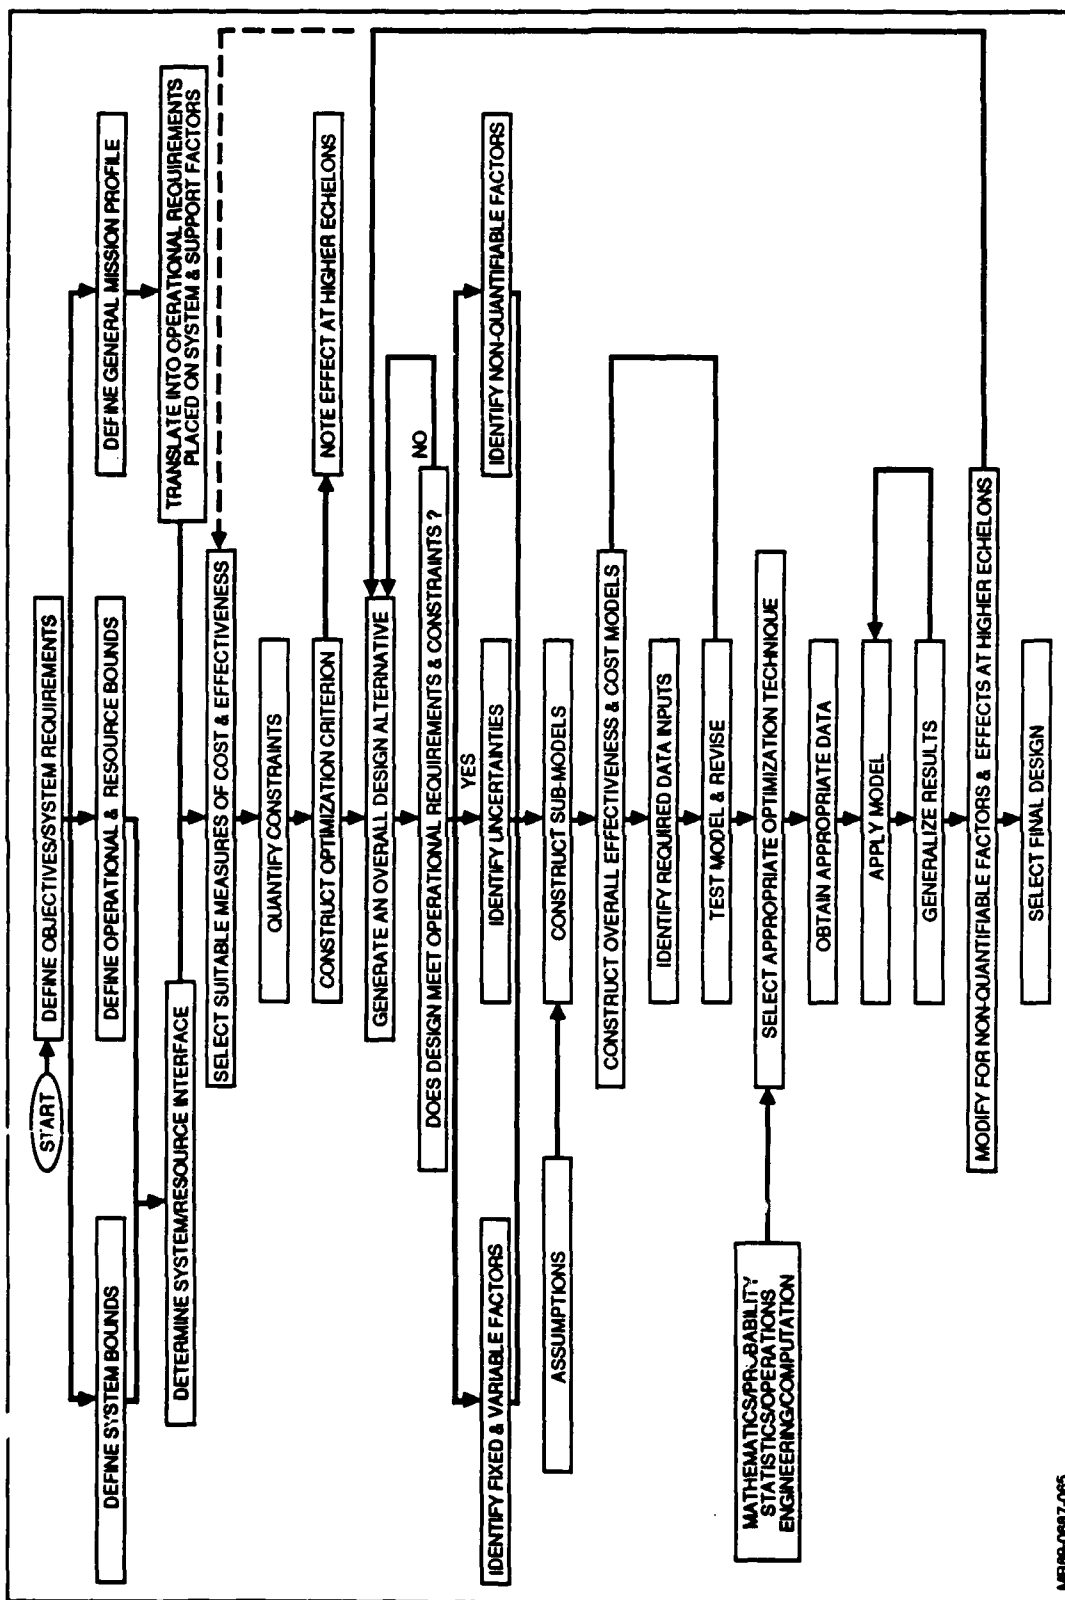 START
DEFINE OBJECTIVES/SYSTEM REQUIREMENTS
DEFINE SYSTEM BOUNDS
DEFINE OPERATIONAL & RESOURCE BOUNDS
DEFINE GENERAL MISSION PROFILE
DETERMINE SYSTEM/RESOURCE INTERFACE
TRANSLATE INTO OPERATIONAL REQUIREMENTS
PLACED ON SYSTEM & SUPPORT FACTORS
SELECT SUITABLE MEASURES OF COST & EFFECTIVENESS
QUANTIFY CONSTRAINTS
CONSTRUCT OPTIMIZATION CRITERION
NOTE EFFECT AT HIGHER ECHELONS
GENERATE AN OVERALL DESIGN ALTERNATIVE
DOES DESIGN MEET OPERATIONAL REQUIREMENTS & CONSTRAINTS ?
NO
YES
IDENTIFY FIXED & VARIABLE FACTORS
IDENTIFY UNCERTAINTIES
IDENTIFY NON-QUANTIFIABLE FACTORS
ASSUMPTIONS
CONSTRUCT SUB-MODELS
CONSTRUCT OVERALL EFFECTIVENESS & COST MODELS
IDENTIFY REQUIRED DATA INPUTS
TEST MODEL & REVISE
MATHEMATICS/PROBABILITY
STATISTICS/OPERATIONS
ENGINEERING/COMPUTATION
SELECT APPROPRIATE OPTIMIZATION TECHNIQUE
OBTAIN APPROPRIATE DATA
APPLY MODEL
GENERALIZE RESULTS
MODIFY FOR NON-QUANTIFIABLE FACTORS & EFFECTS AT HIGHER ECHELONS
SELECT FINAL DESIGN